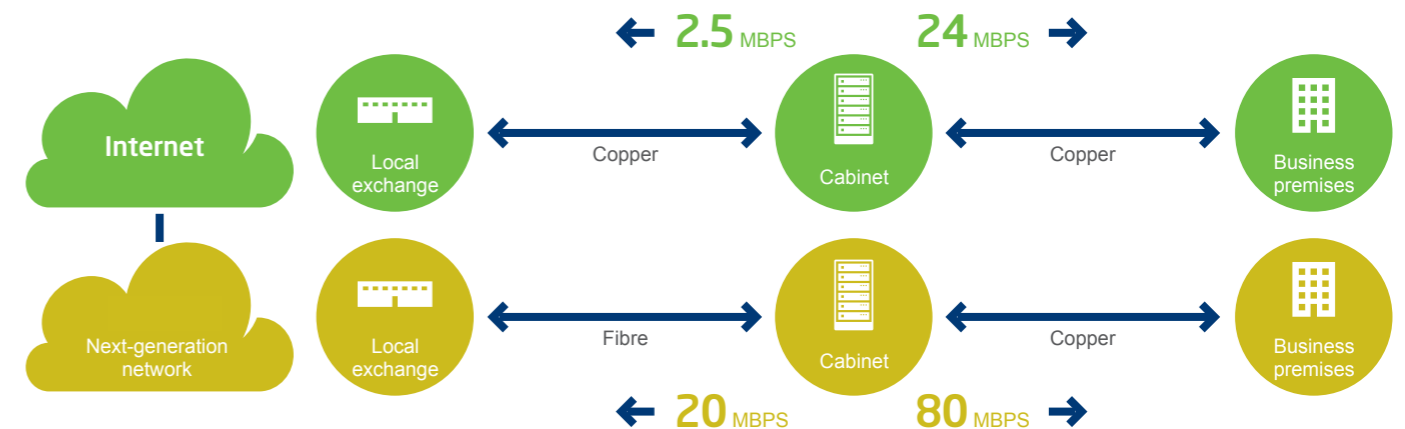 2.5 MBPS
24 MBPS
Internet
Local
exchange
Copper
Cabinet
Copper
Business
premises
Next-generation
network
Local
exchange
Fibre
Cabinet
Copper
Business
premises
20 MBPS
80 MBPS